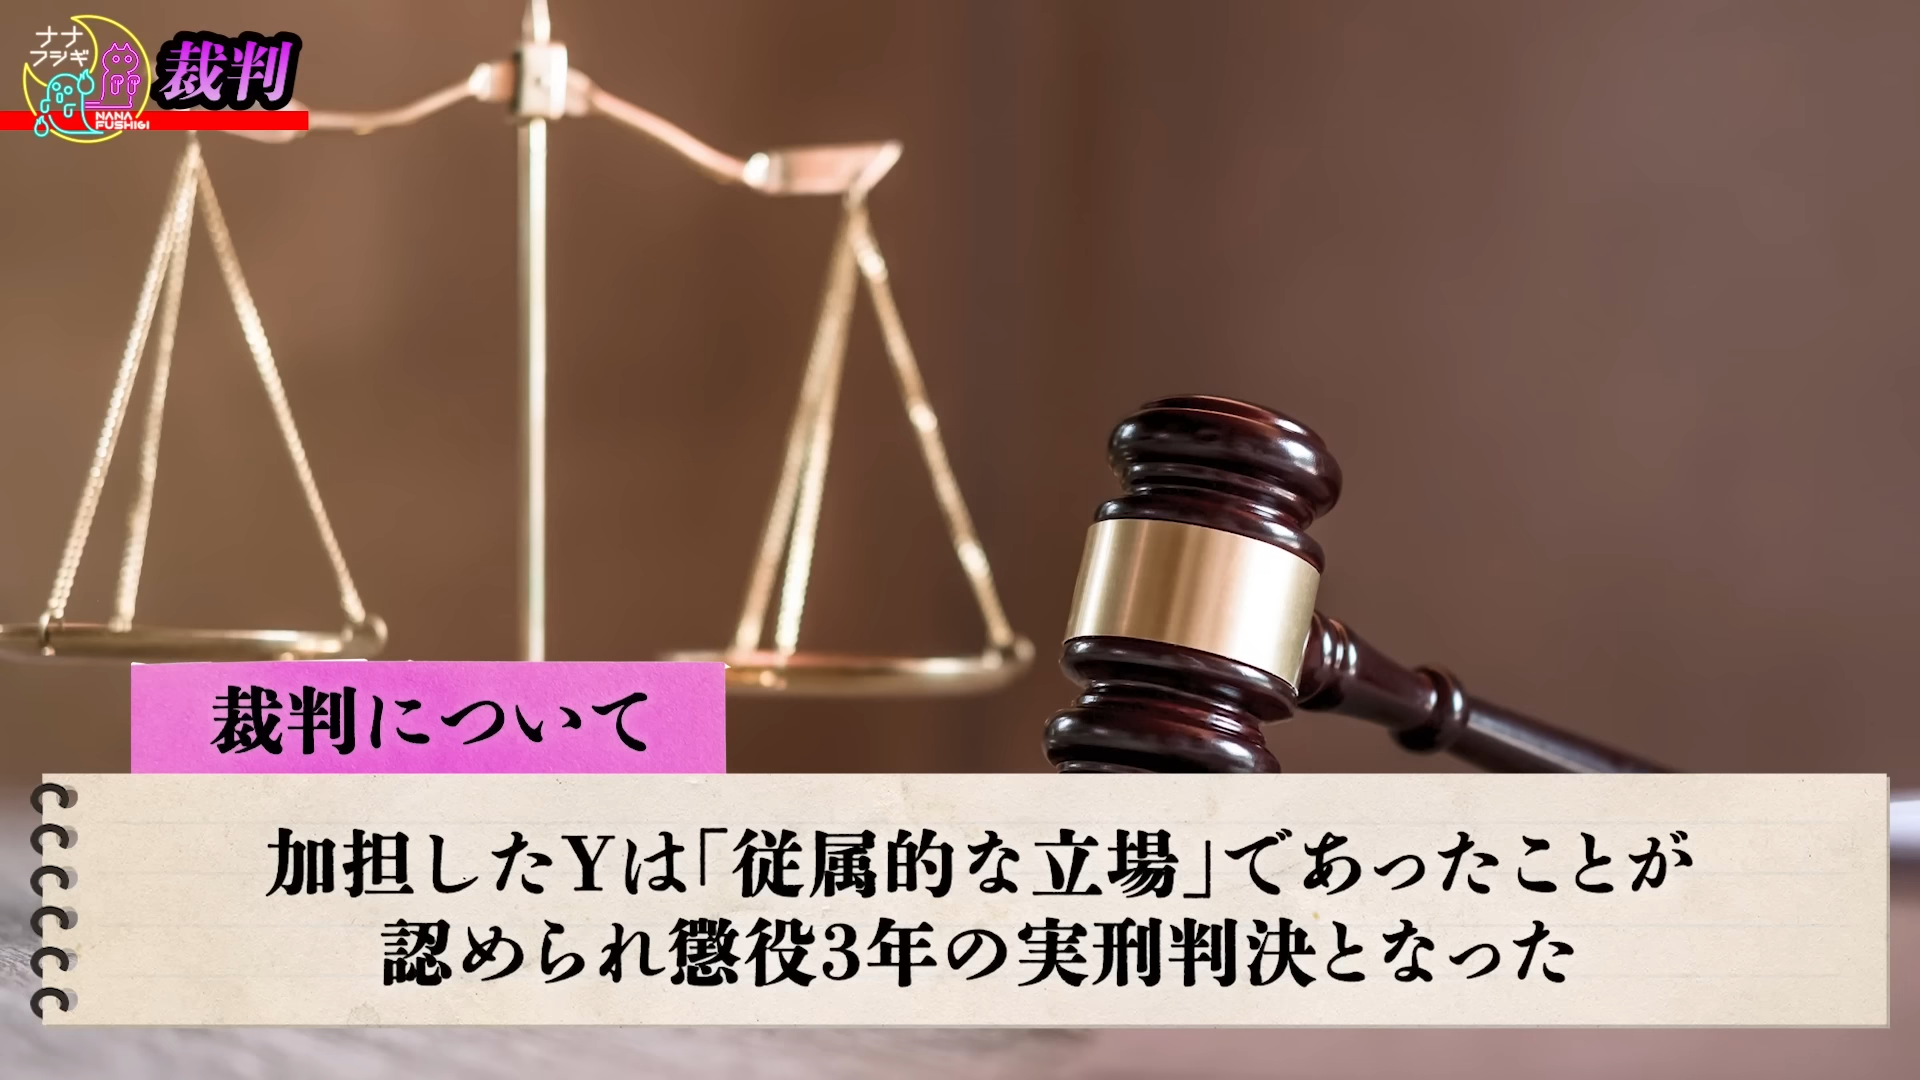 ナナ
フシギ
NANA
FUSHIGI
裁判
裁判について
加担したYは「従属的な立場」であったことが
認められ懲役3年の実刑判決となった